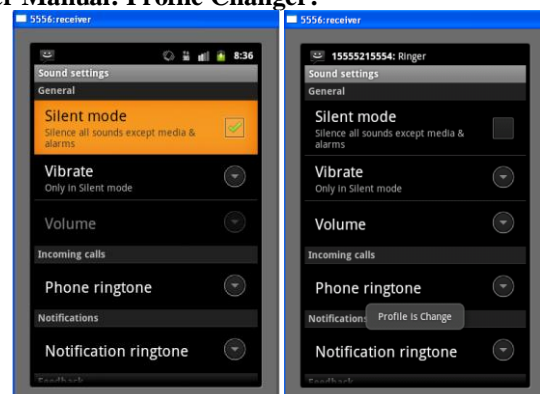 er Manual: Profile Changer:
5556:receiver
8:36
Sound settings
General
Silent mode
Silence all sounds except media &
alarms
Vibrate
Only in Silent mode
Volume
Incoming calls
Phone ringtone
Notifications
Notification ringtone
Feedback
5556:receiver
15555215554: Ringer
Sound settings
General
Silent mode
Silence all sounds except media &
alarms
Vibrate
Only in Silent mode
Volume
Incoming calls
Phone ringtone
Notification
Profile Is Change
Notification ringtone